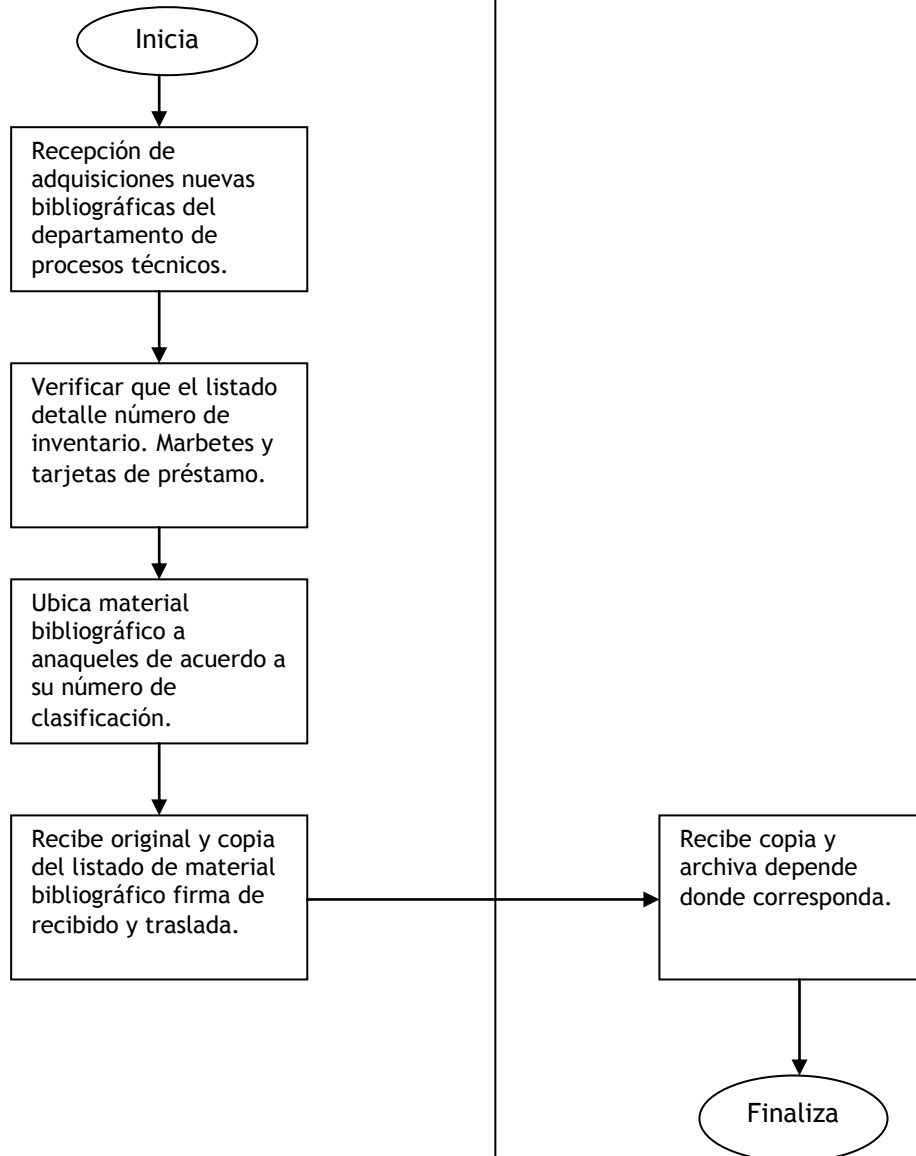 Inicia
Recepción de
adquisiciones nuevas
bibliográficas del
departamento de
procesos técnicos.
Verificar que el listado
detalle número de
inventario. Marbetes y
tarjetas de préstamo.
Ubica material
bibliográfico a
anaqueles de acuerdo a
su número de
clasificación.
Recibe original y copia
del listado de material
bibliográfico firma de
recibido y traslada.
Recibe copia y
archiva depende
donde corresponda.
Finaliza